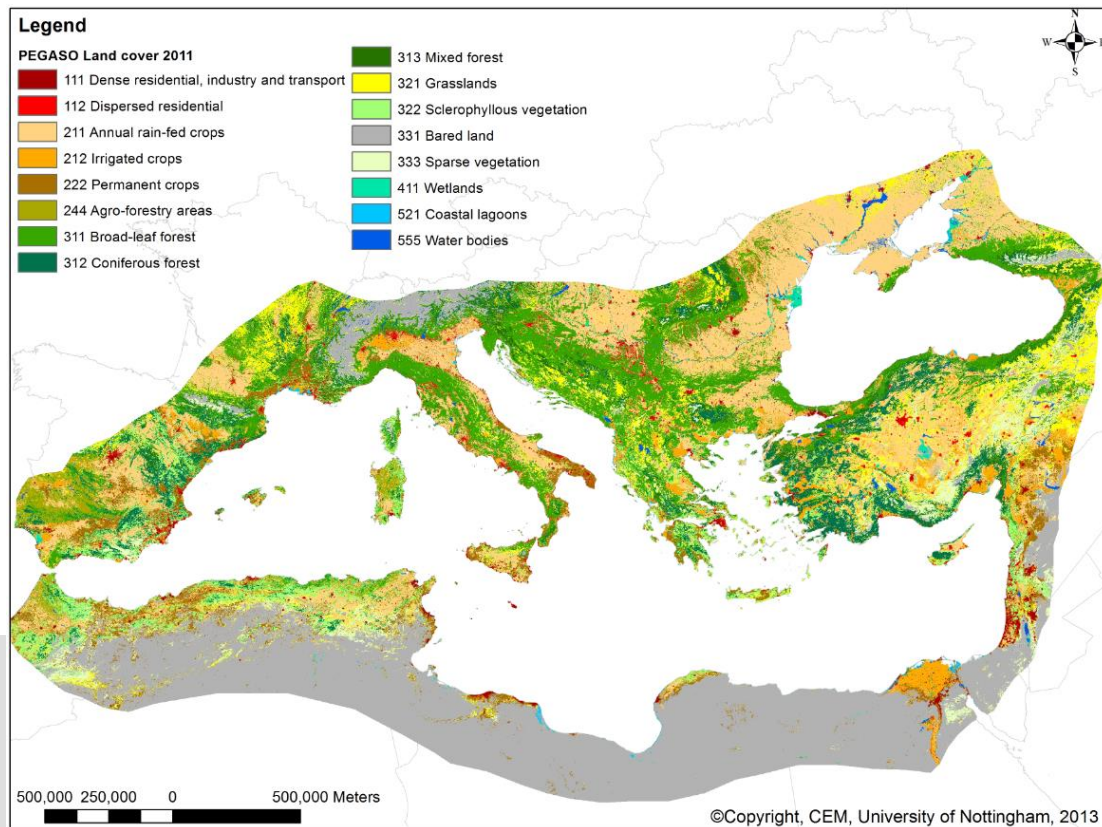 Legend
PEGASO Land cover 2011
111 Dense residential, industry and transport
112 Dispersed residential
211 Annual rain-fed crops
212 Irrigated crops
222 Permanent crops
244 Agro-forestry areas
311 Broad-leaf forest
312 Coniferous forest
313 Mixed forest
321 Grasslands
322 Sclerophyllous vegetation
331 Bared land
333 Sparse vegetation
411 Wetlands
521 Coastal lagoons
555 Water bodies
N
W
S
500,000 250,000 0 500,000 Meters
©Copyright, CEM, University of Nottingham, 2013